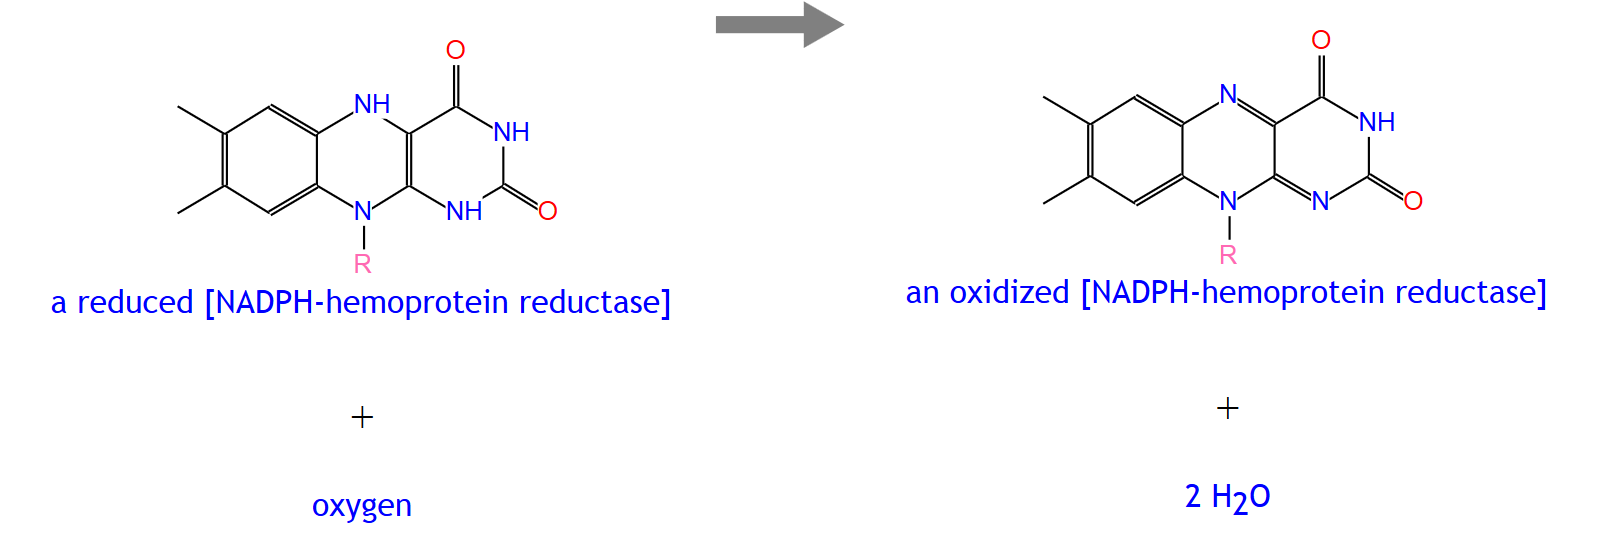 O
NH
NH
N
NH
O
R
a reduced [NADPH-hemoprotein reductase]
+
oxygen
O
N
NH
N
N
O
R
an oxidized [NADPH-hemoprotein reductase]
+
2 H2O